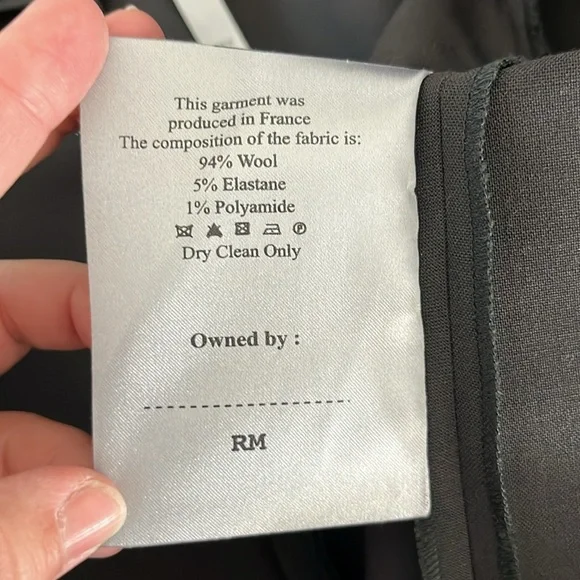 This garment was
produced in France
The composition of the fabric is:
94% Wool
5% Elastane
1% Polyamide
Dry Clean Only
Owned by :
RM